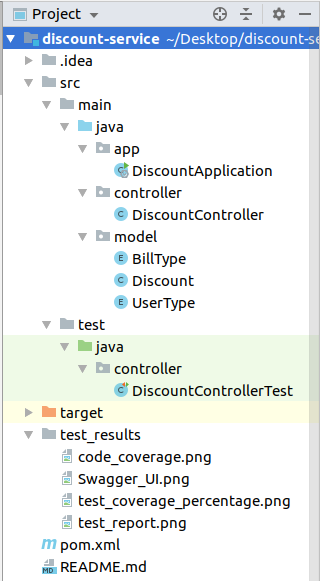 Project
discount-service ~/Desktop/discount-se
.idea
src
main
java
app
DiscountApplication
controller
DiscountController
model
BillType
Discount
UserType
test
java
controller
DiscountControllerTest
target
test_results
code_coverage.png
Swagger_UI.png
test_coverage_percentage.png
test_report.png
pom.xml
README.md